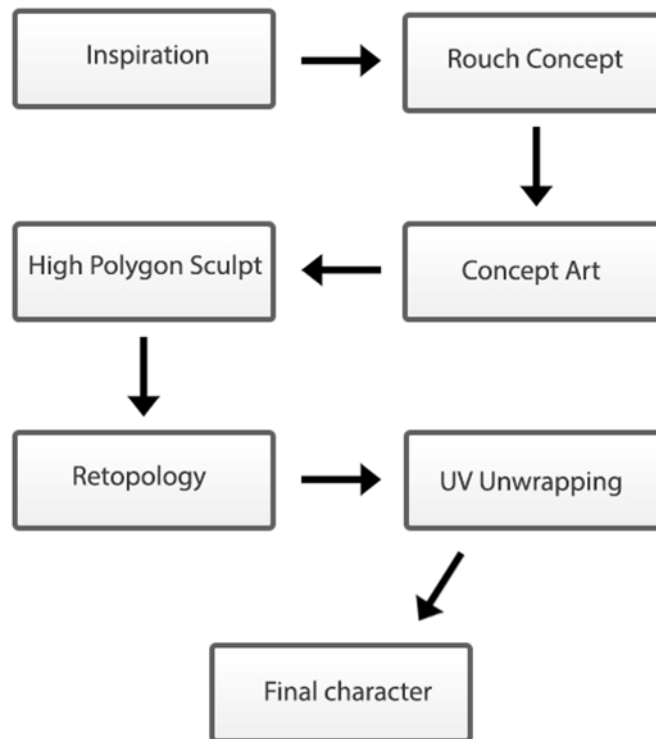 Inspiration
Rouch Concept
Concept Art
High Polygon Sculpt
Retopology
UV Unwrapping
Final character